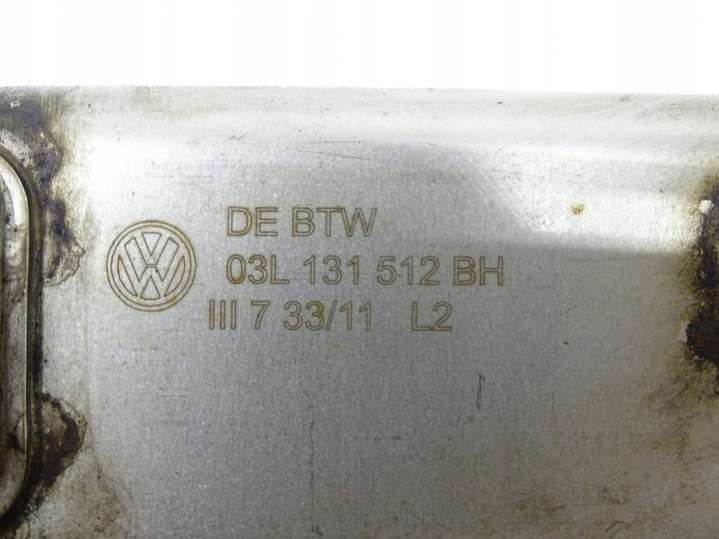 DE BTW
03L 131 512 BH
III 7 33/11 L2